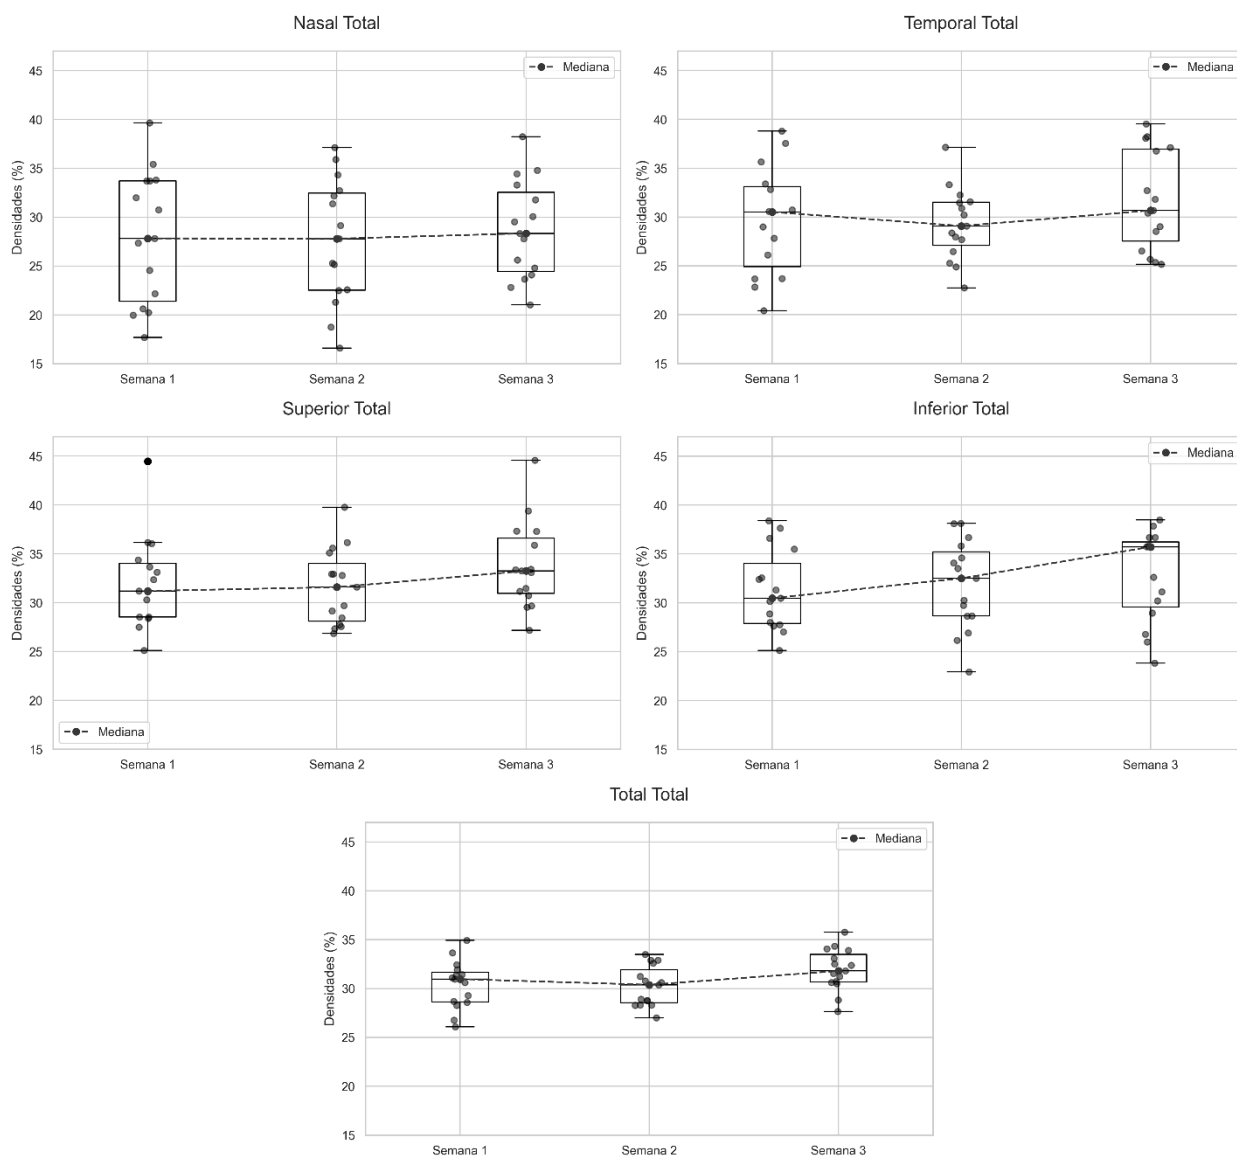 Nasal Total
Densidades (%)
45
40
35
30
25
20
15
Mediana
Semana 1
Semana 2
Semana 3
Temporal Total
45
40
35
30
25
20
15
Mediana
Semana 1
Semana 2
Semana 3
Superior Total
Densidades (%)
45
40
35
30
25
20
15
Mediana
Semana 1
Semana 2
Semana 3
Inferior Total
45
40
35
30
25
20
15
Mediana
Semana 1
Semana 2
Semana 3
Total Total
Densidades (%)
45
40
35
30
25
20
15
Mediana
Semana 1
Semana 2
Semana 3